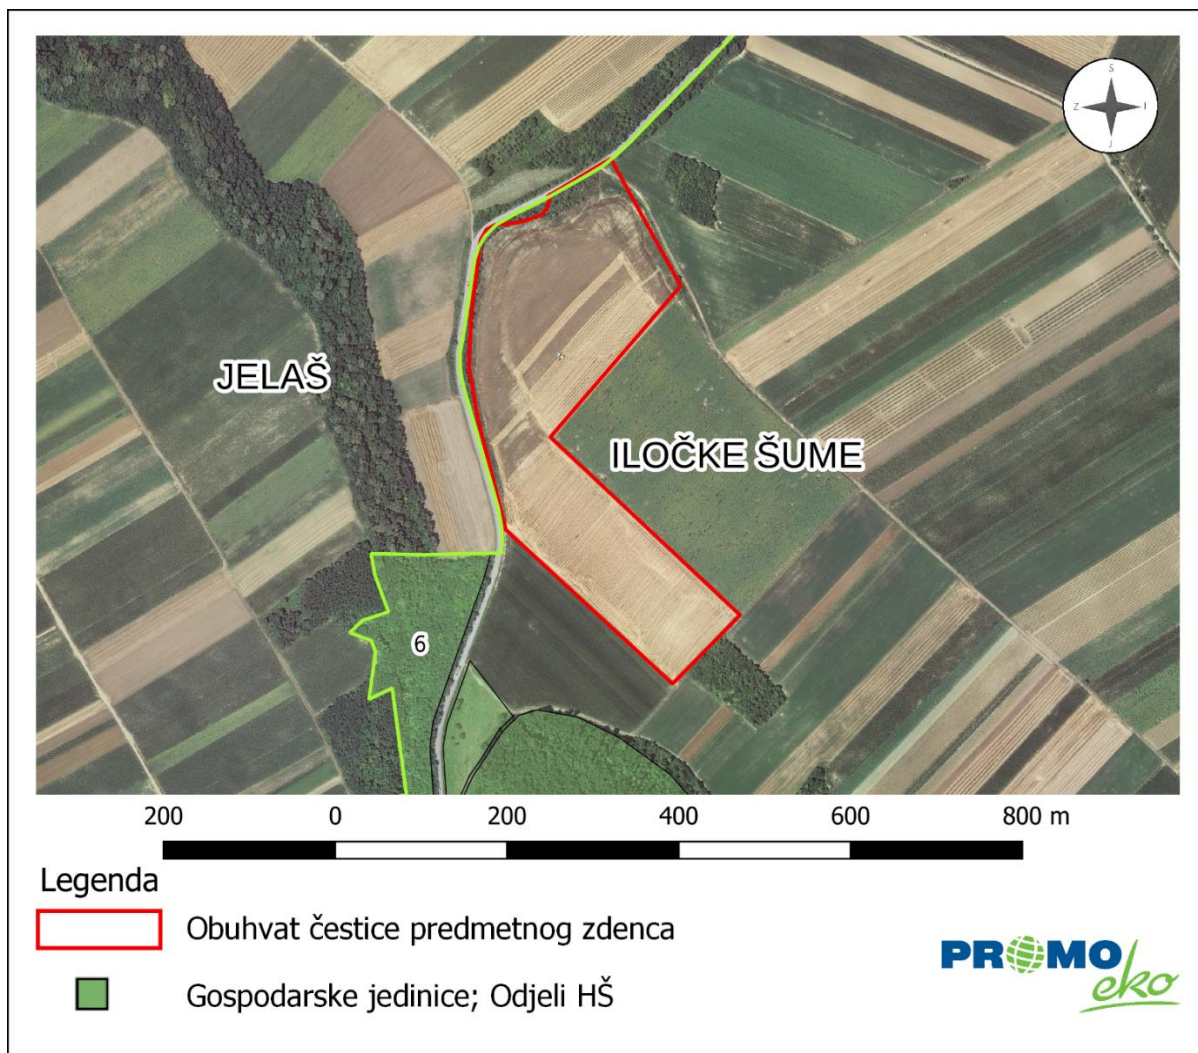 S
Z I
J
JELAŠ
ILOČKE ŠUME
6
200 0 200 400 600 800 m
Legenda
Obuhvat čestice predmetnog zdenca
Gospodarske jedinice; Odjeli HŠ
PROMO
eko